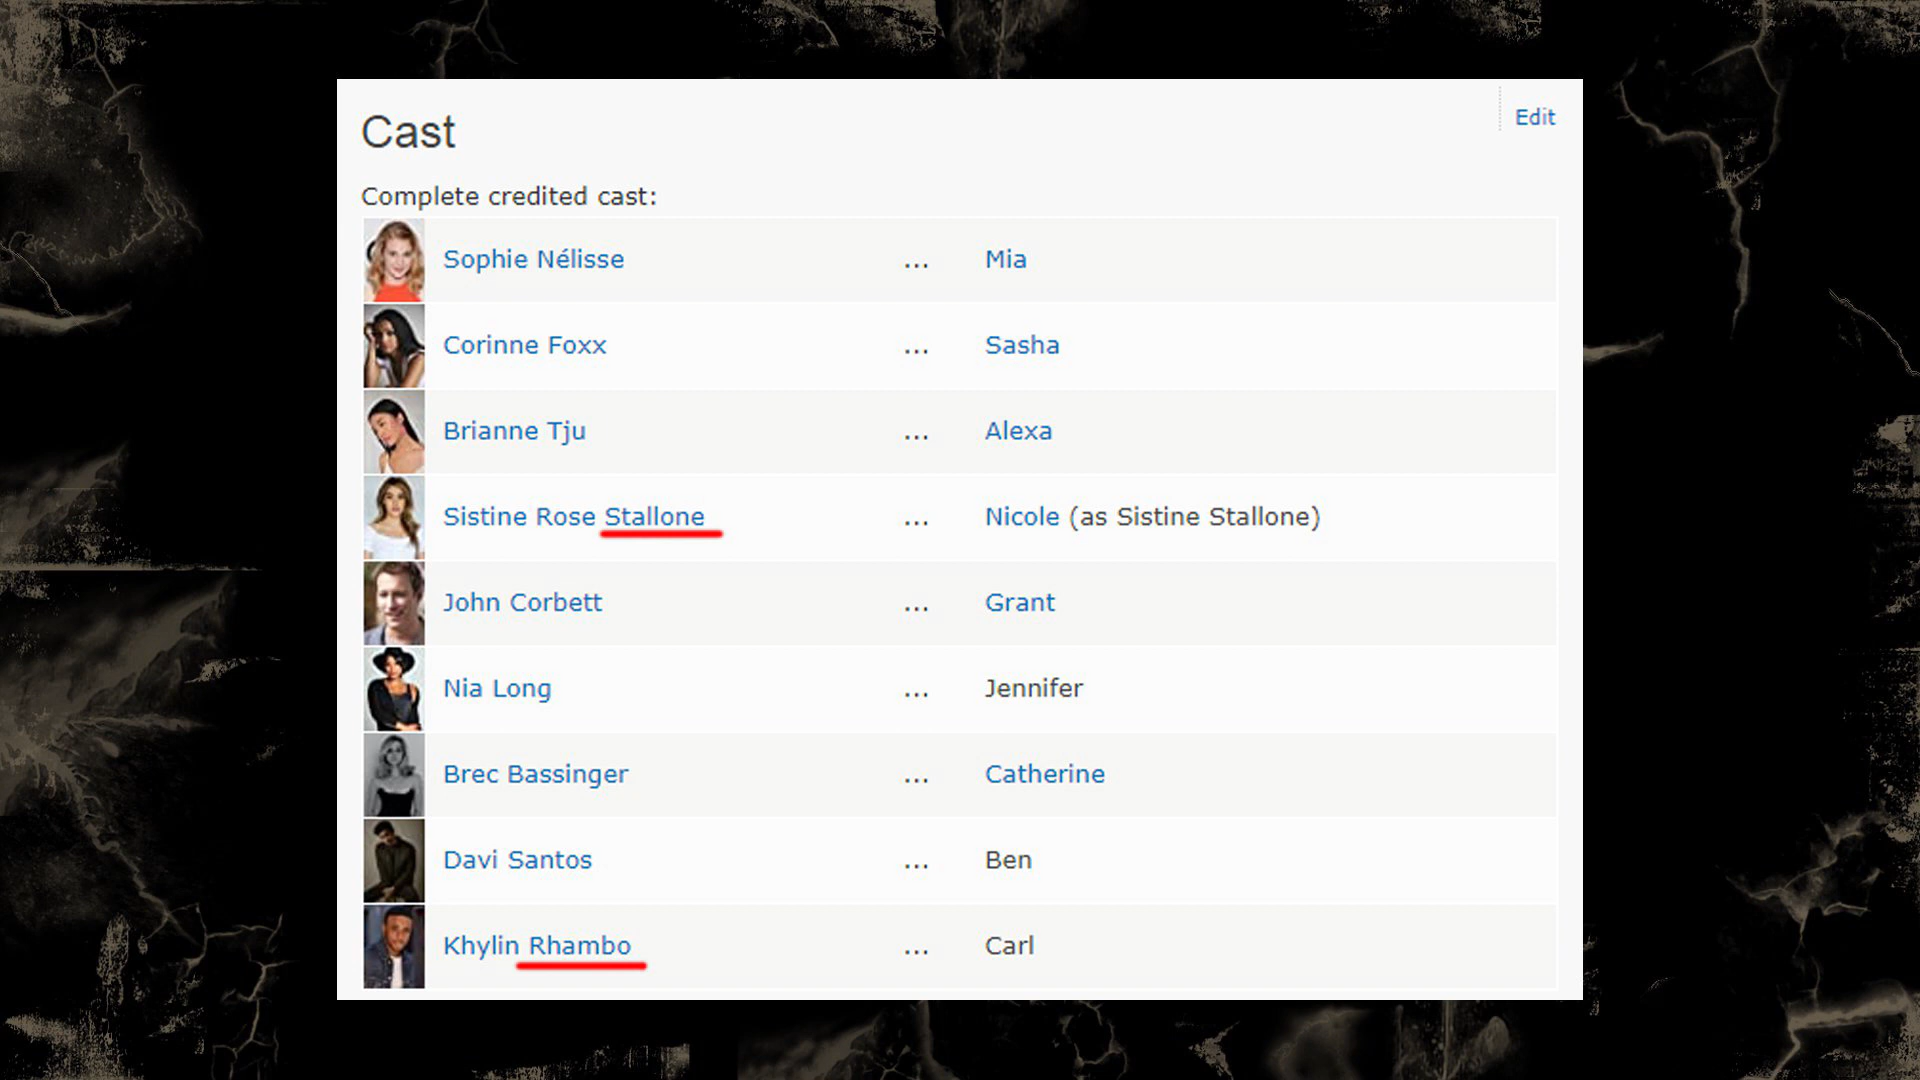 Edit
Cast
Complete credited cast:
Sophie Nélisse ... Mia
Corinne Foxx ... Sasha
Brianne Tju ... Alexa
Sistine Rose Stallone ... Nicole (as Sistine Stallone)
John Corbett ... Grant
Nia Long ... Jennifer
Brec Bassinger ... Catherine
Davi Santos ... Ben
Khylin Rhambo ... Carl